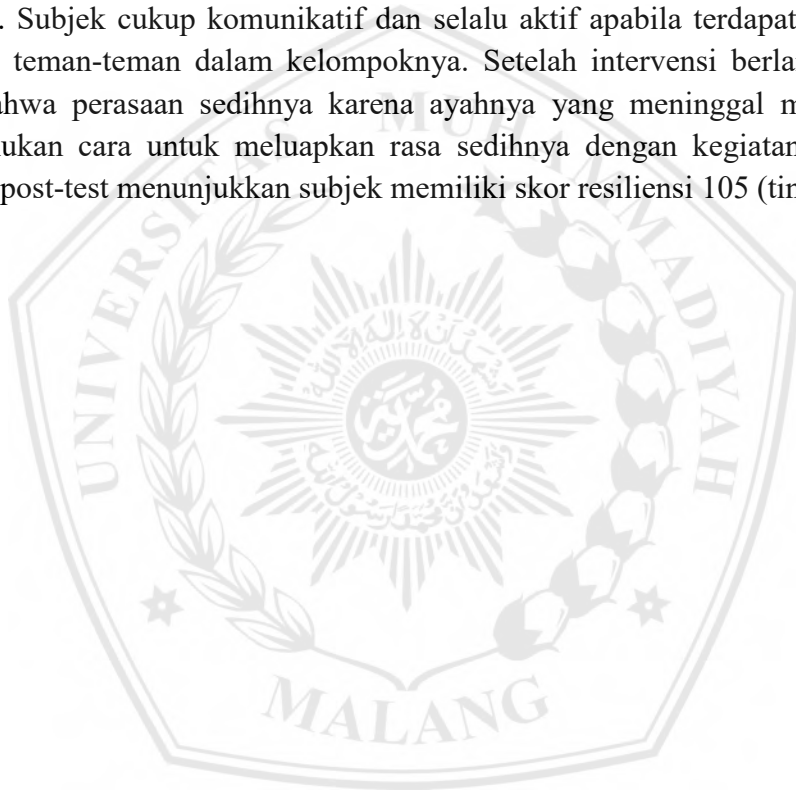 . Subjek cukup komunikatif dan selalu aktif apabila terdapat
teman-teman dalam kelompoknya. Setelah intervensi berla
ahwa perasaan sedihnya karena ayahnya yang meninggal m
ukan cara untuk meluapkan rasa sedihnya dengan kegiatan
post-test menunjukkan subjek memiliki skor resiliensi 105 (tin
UNIVERSITAS MUHAMMADIYAH
MALANG